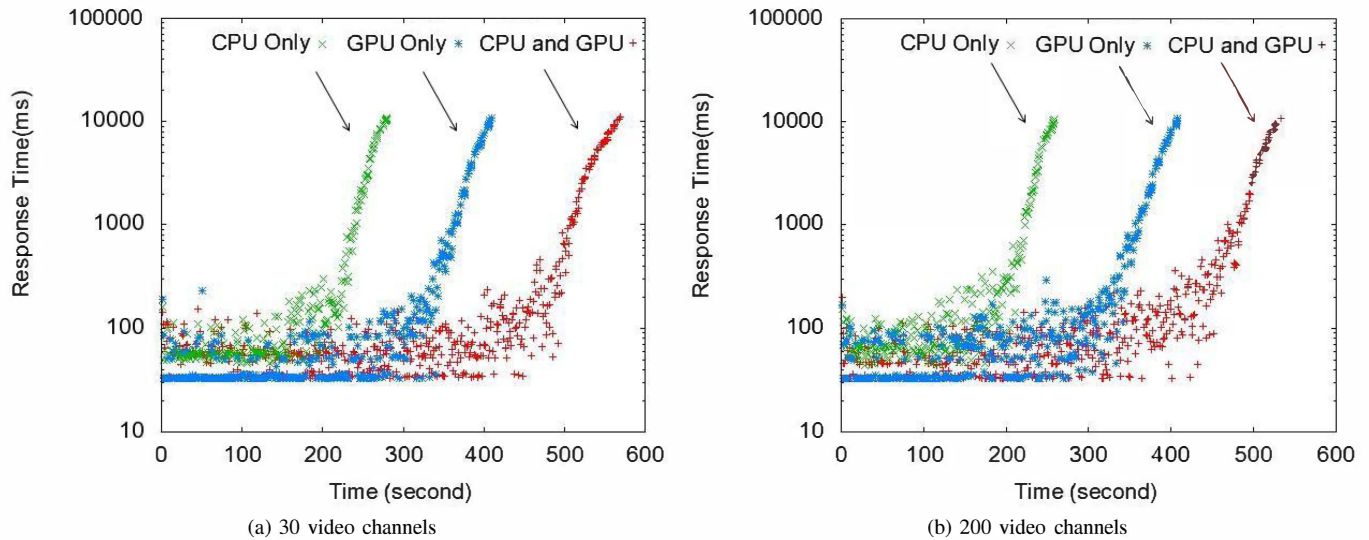 100000
10000
1000
100
10
Response Time(ms)
CPU Only
GPU Only
CPU and GPU
0 100 200 300 400 500 600
Time (second)
(a) 30 video channels
100000
10000
1000
100
10
Response Time(ms)
CPU Only
GPU Only
CPU and GPU
0 100 200 300 400 500 600
Time (second)
(b) 200 video channels